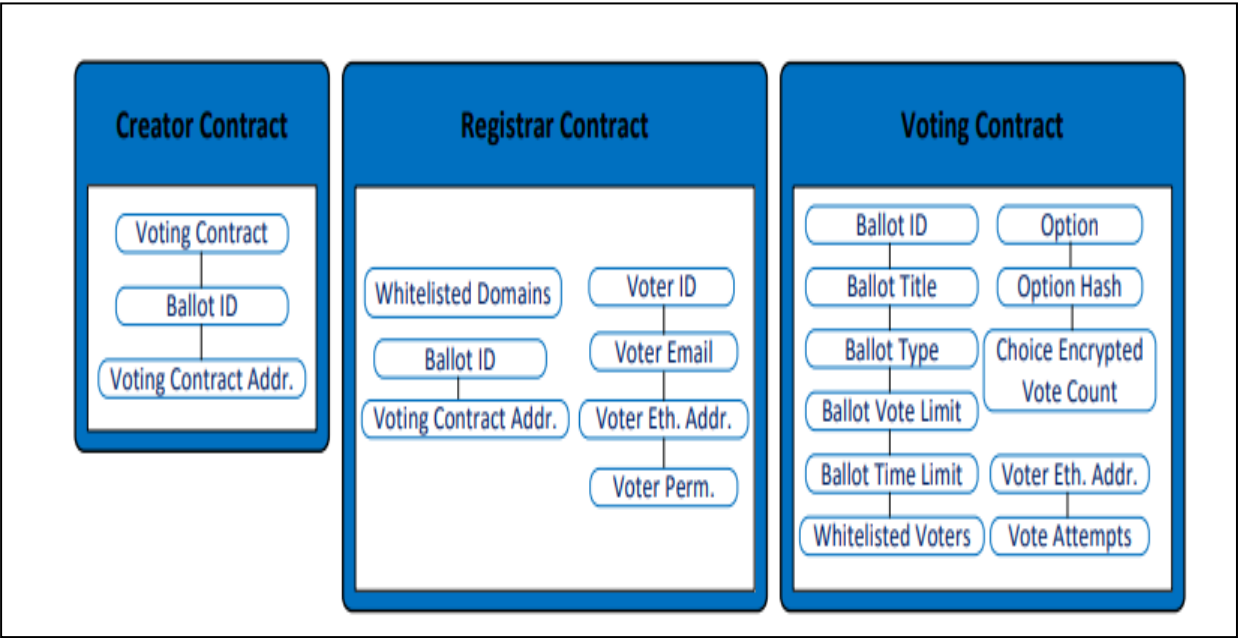 Creator Contract
Voting Contract
Ballot ID
Voting Contract Addr.
Registrar Contract
Whitelisted Domains
Ballot ID
Voting Contract Addr.
Voter ID
Voter Email
Voter Eth. Addr.
Voter Perm.
Voting Contract
Ballot ID
Ballot Title
Ballot Type
Ballot Vote Limit
Ballot Time Limit
Whitelisted Voters
Option
Option Hash
Choice Encrypted
Vote Count
Voter Eth. Addr.
Vote Attempts